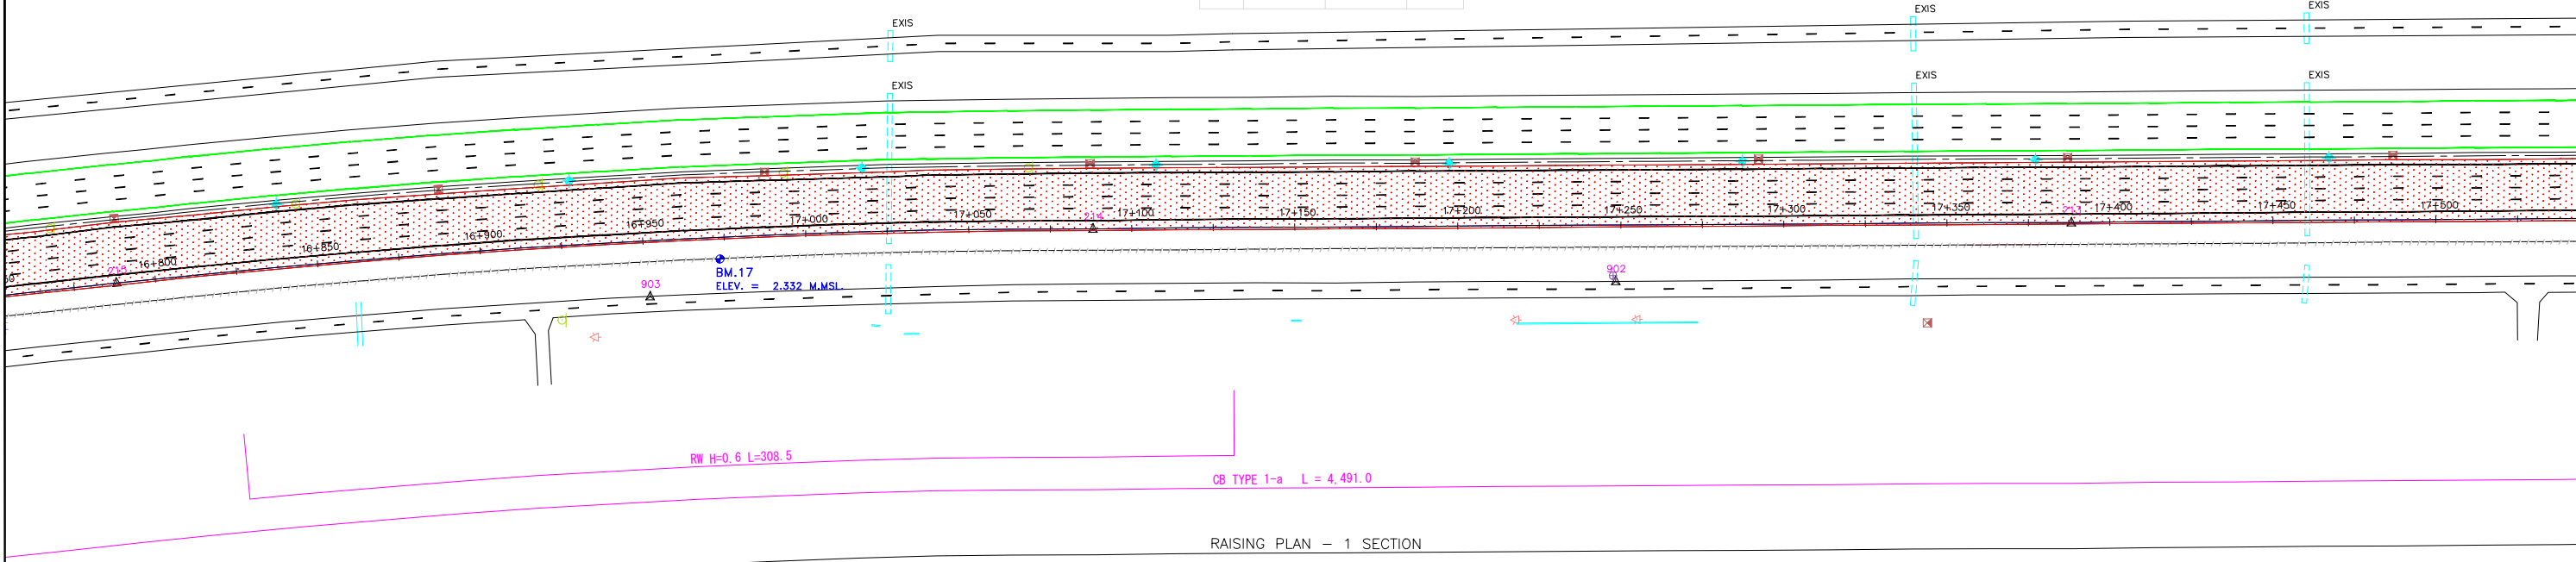 EXIS
EXIS
EXIS
EXIS
EXIS
EXIS
16+800
16+850
16+900
16+950
17+000
17+050
214
17+100
17+150
17+200
17+250
17+300
17+350
213
17+400
17+450
17+500
903
BM.17
ELEV. = 2.332 M.MSL.
902
RW H=0.6 L=308.5
CB TYPE 1-a L = 4,491.0
RAISING PLAN - 1 SECTION